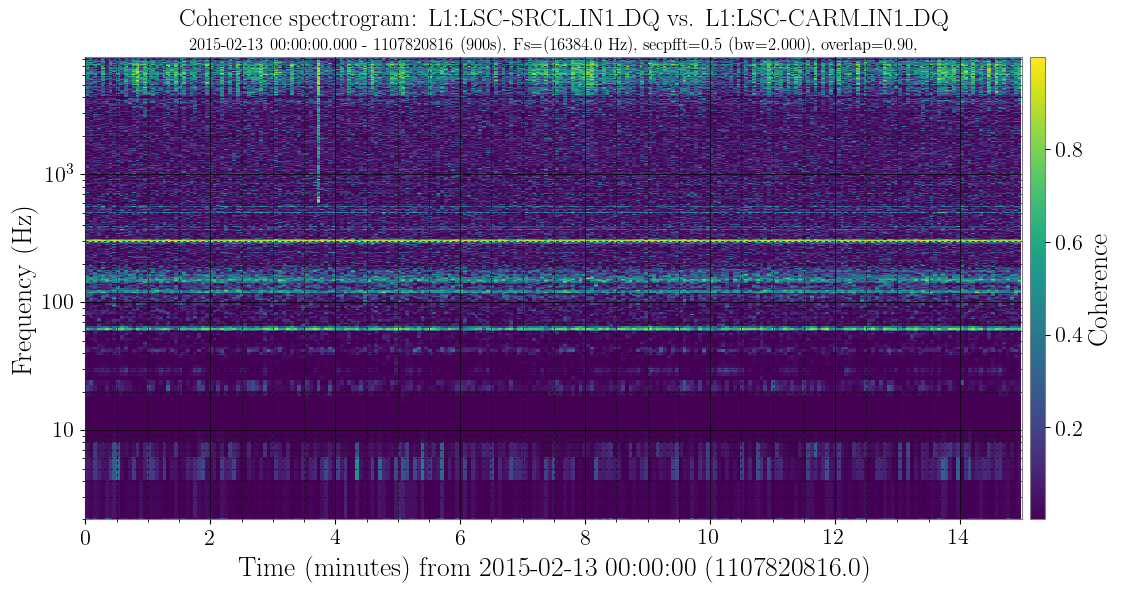 Coherence spectrogram: L1:LSC-SRCL_IN1_DQ vs. L1:LSC-CARM_IN1_DQ
2015-02-13 00:00:00.000 - 1107820816 (900s), Fs=(16384.0 Hz), secpfft=0.5 (bw=2.000), overlap=0.90,
Frequency (Hz)
10³
100
10
0 2 4 6 8 10 12 14
Time (minutes) from 2015-02-13 00:00:00 (1107820816.0)
0.8
0.6
0.4
0.2
Coherence